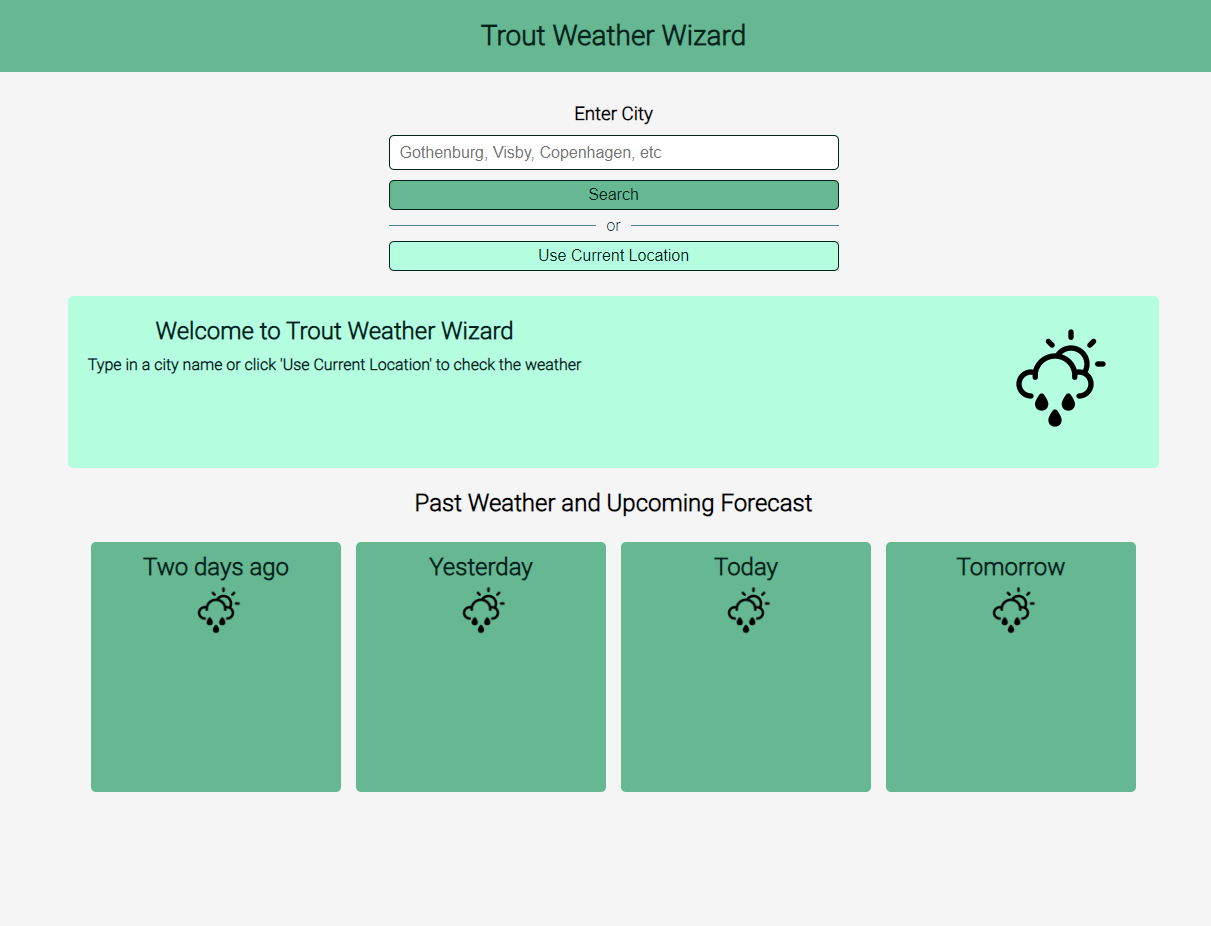 Trout Weather Wizard
Enter City
Gothenburg, Visby, Copenhagen, etc
Search
or
Use Current Location
Welcome to Trout Weather Wizard
Type in a city name or click 'Use Current Location' to check the weather
Past Weather and Upcoming Forecast
Two days ago
Yesterday
Today
Tomorrow